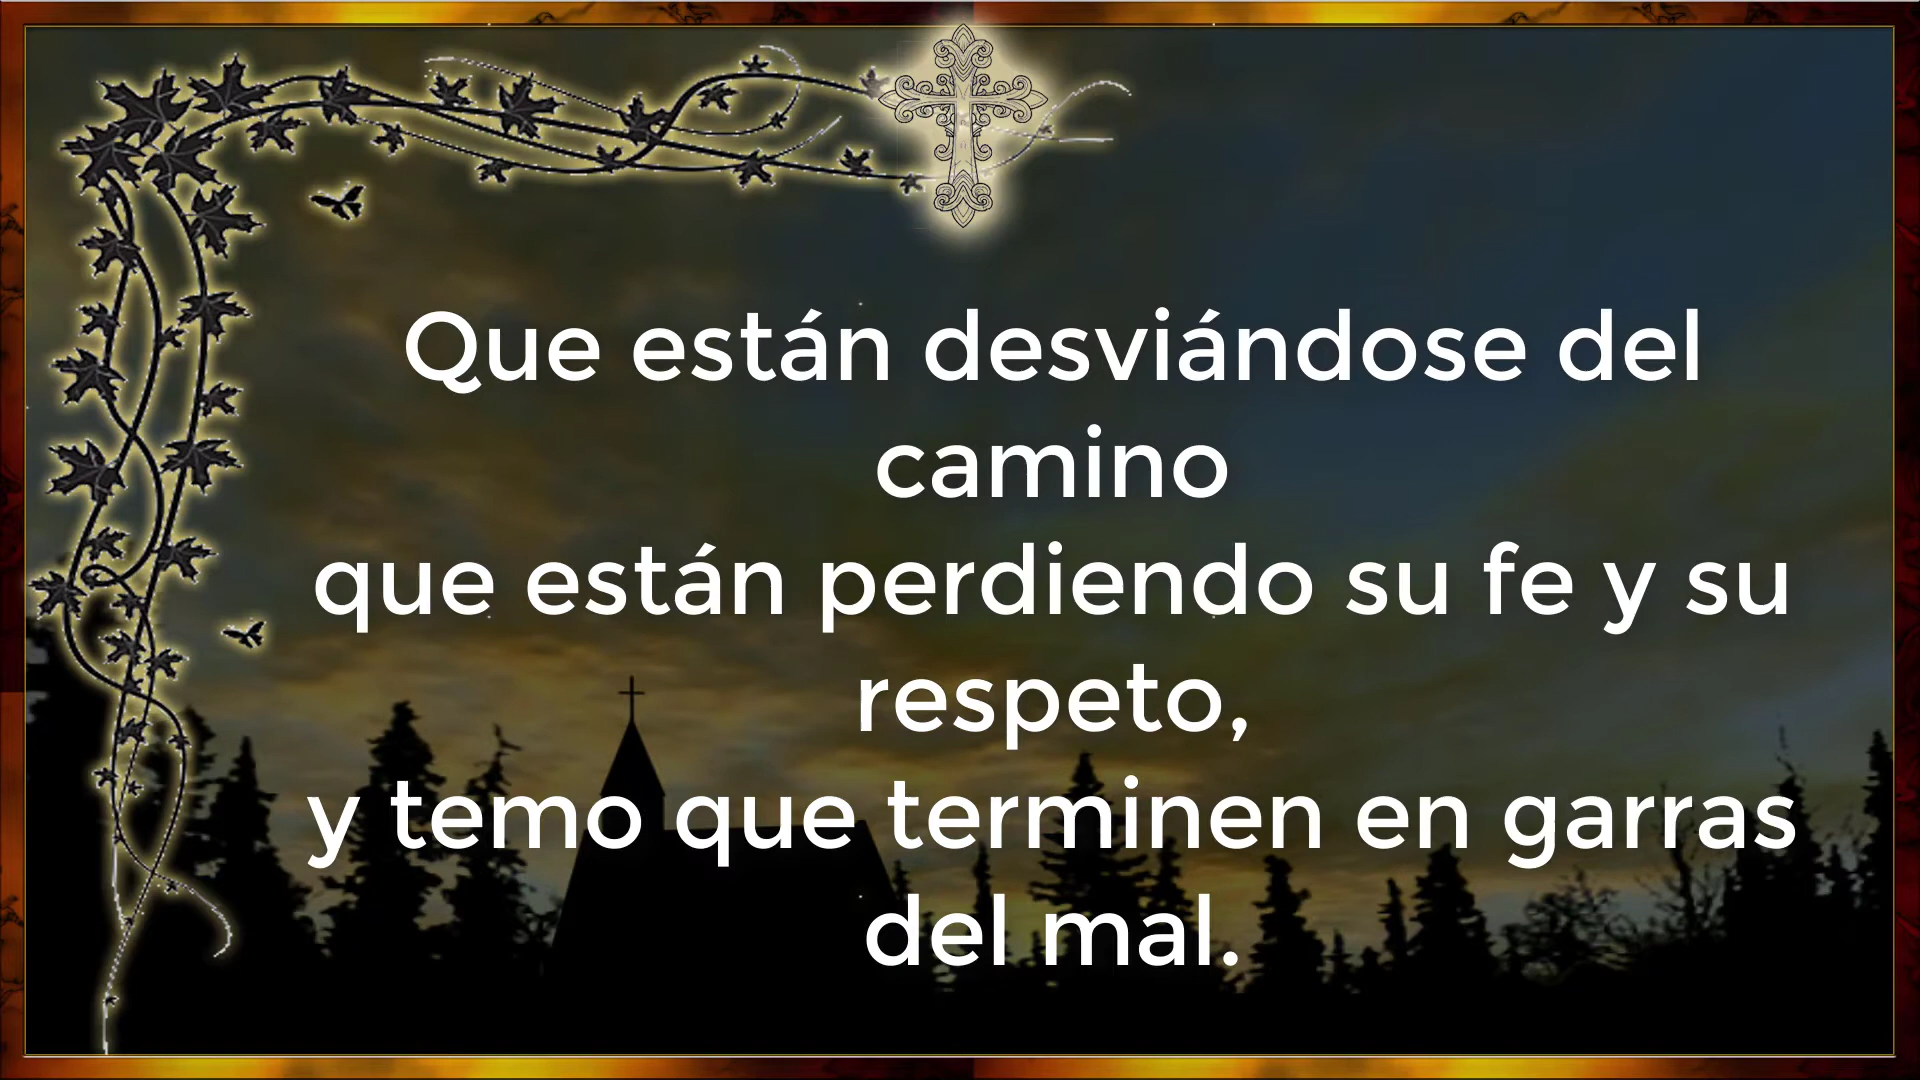 Que están desviándose del
camino
que están perdiendo su fe y su
respeto,
y temo que terminen en garras
del mal.